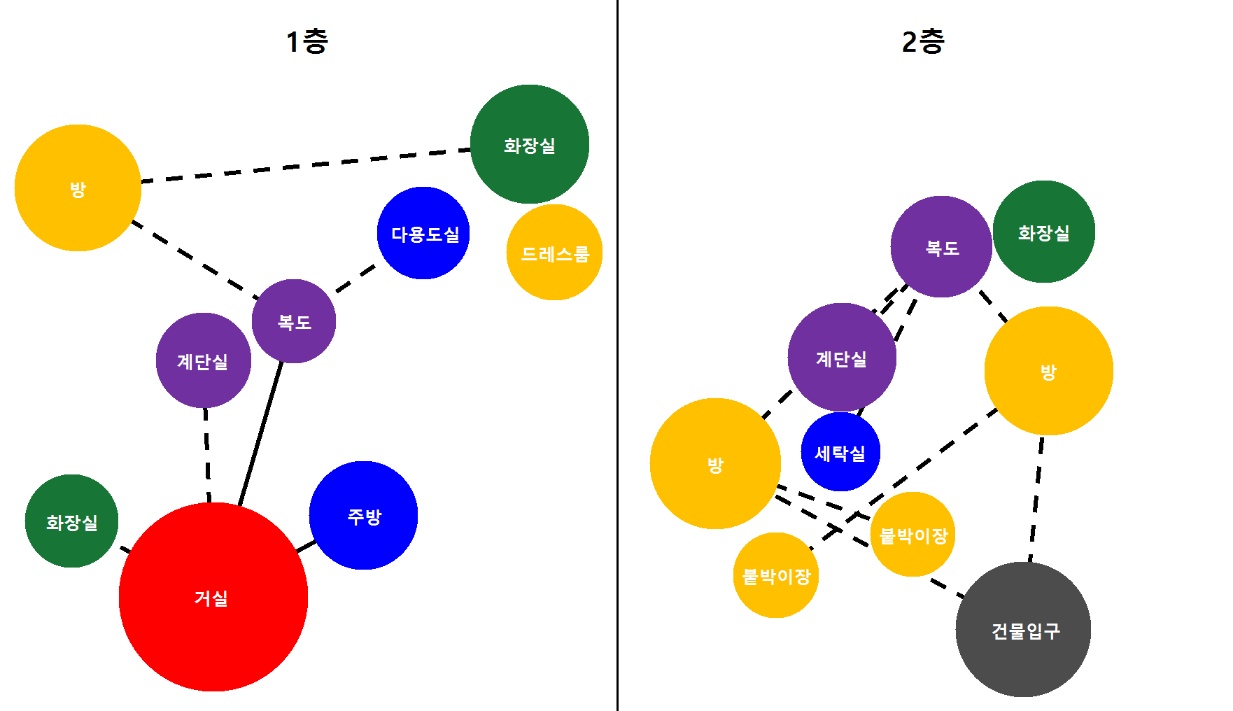 1층
화장실
방
다용도실
드레스룸
복도
계단실
화장실
주방
거실
2층
복도
화장실
계단실
방
세탁실
방
붙박이장
붙박이장
건물입구